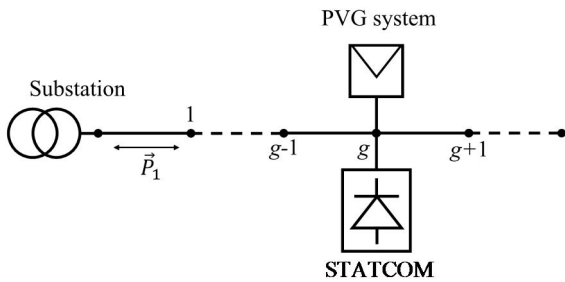 PVG system
Substation
1
g-1
g
g+1
P⃗₁
STATCOM